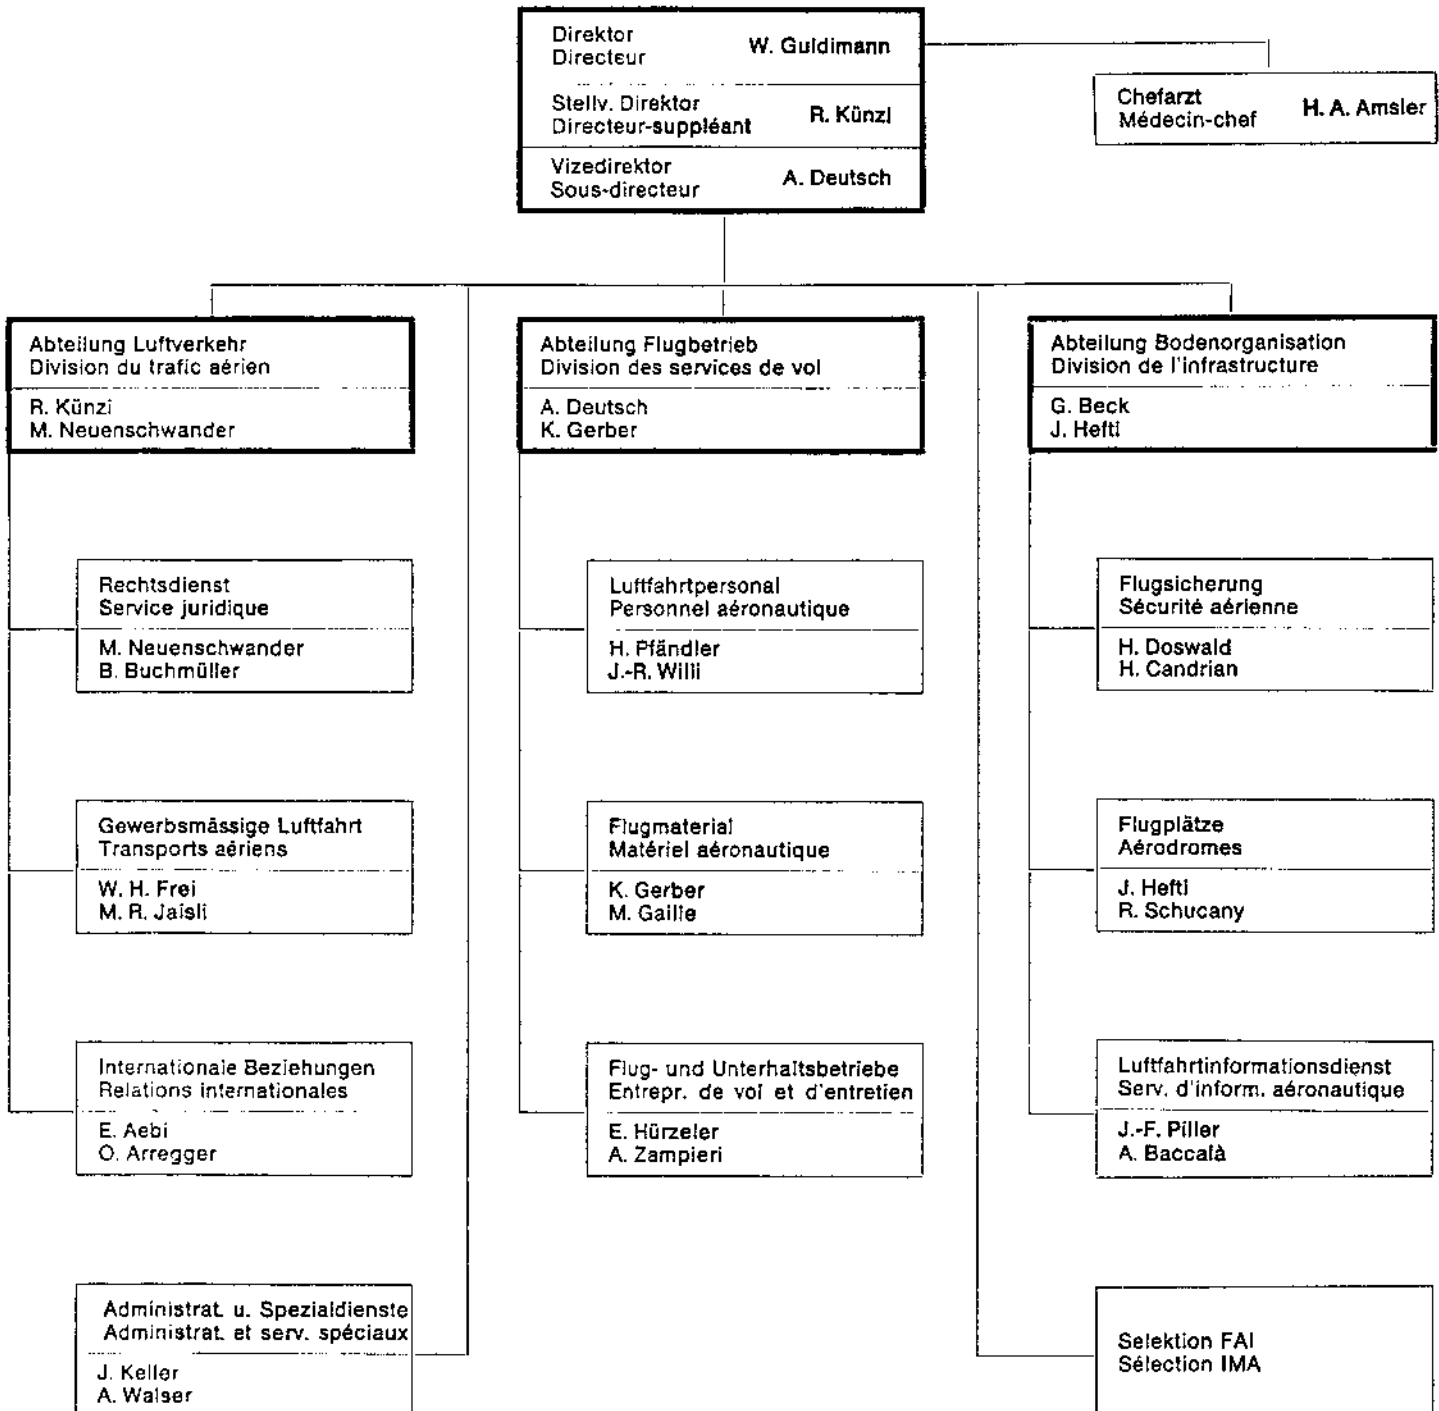 Direktor
Directeur
W. Guldimann
Stellv. Direktor
Directeur-suppléant
R. Künzi
Vizedirektor
Sous-directeur
A. Deutsch
Chefarzt
Médecin-chef
H. A. Amsler
Abteilung Luftverkehr
Division du trafic aérien
R. Künzi
M. Neuenschwander
Abteilung Flugbetrieb
Division des services de vol
A. Deutsch
K. Gerber
Abteilung Bodenorganisation
Division de l'infrastructure
G. Beck
J. Hefti
Rechtsdienst
Service juridique
M. Neuenschwander
B. Buchmüller
Luftfahrtpersonal
Personnel aéronautique
H. Pfändler
J.-R. Willi
Flugsicherung
Sécurité aérienne
H. Doswald
H. Candrian
Gewerbsmässige Luftfahrt
Transports aériens
W. H. Frei
M. R. Jaisli
Flugmaterial
Matériel aéronautique
K. Gerber
M. Gaille
Flugplätze
Aérodromes
J. Hefti
R. Schucany
Internationale Beziehungen
Relations internationales
E. Aebi
O. Arregger
Flug- und Unterhaltsbetriebe
Entrepr. de vol et d'entretien
E. Hürzeler
A. Zampieri
Luftfahrtinformationsdienst
Serv. d'inform. aéronautique
J.-F. Piller
A. Baccalà
Administrat. u. Spezialdienste
Administrat. et serv. spéciaux
J. Keller
A. Walser
Selektion FAI
Sélection IMA